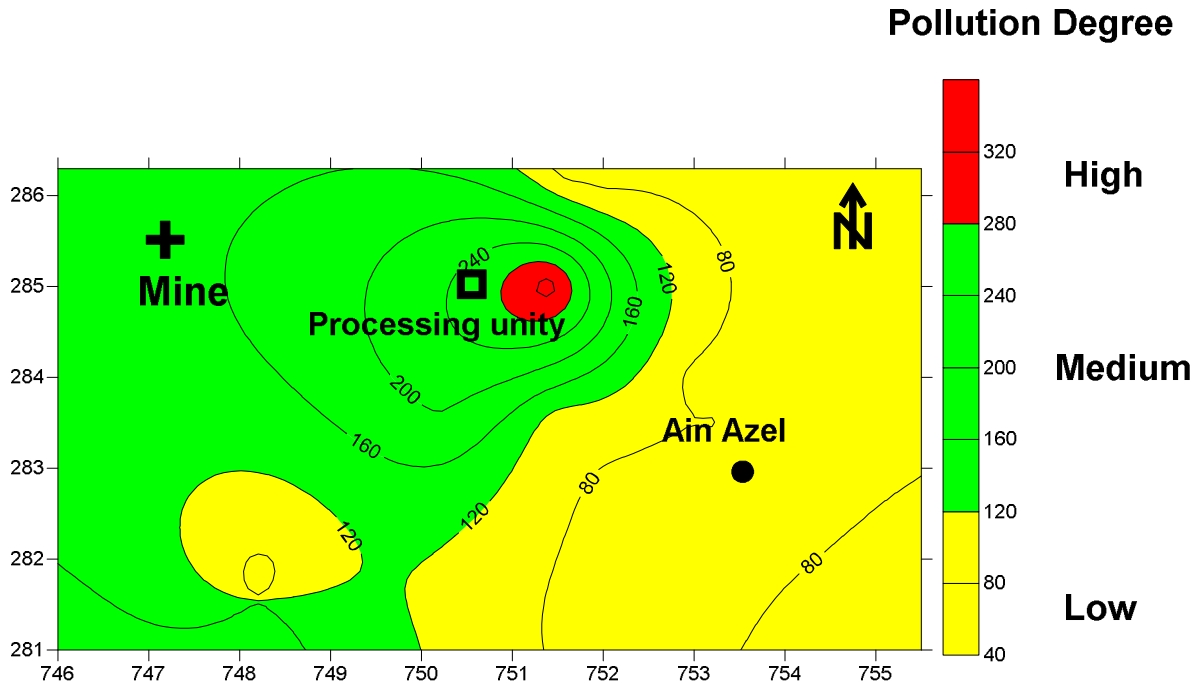 Pollution Degree
320
High
286
N
280
240
80
120
240
285
Mine
160
Processing unity
200
Medium
284
200
160
Ain Azel
160
283
80
120
120
120
282
80
80
Low
281
40
746 747 748 749 750 751 752 753 754 755